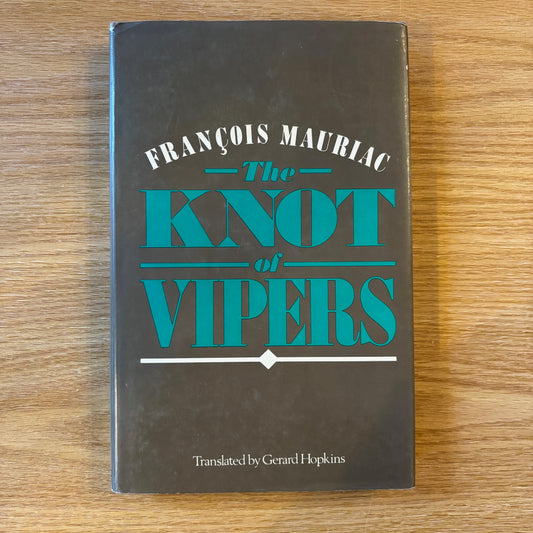 FRANÇOIS MAURIAC
The
KNOT
of
VIPERS
Translated by Gerard Hopkins